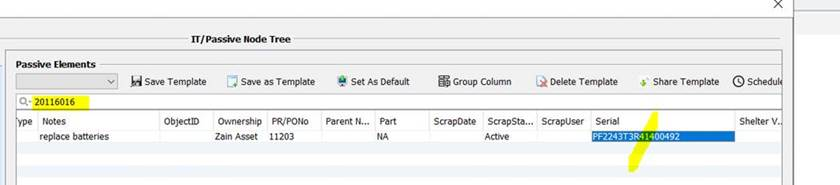 IT/Passive Node Tree
Passive Elements
Save Template Save as Template Set As Default Group Column Delete Template Share Template Schedule
20116016
Type Notes ObjectID Ownership PR/PONo Parent N... Part ScrapDate ScrapSta... ScrapUser Serial Shelter V...
replace batteries Zain Asset 11203 NA Active PF2243T3R41400492